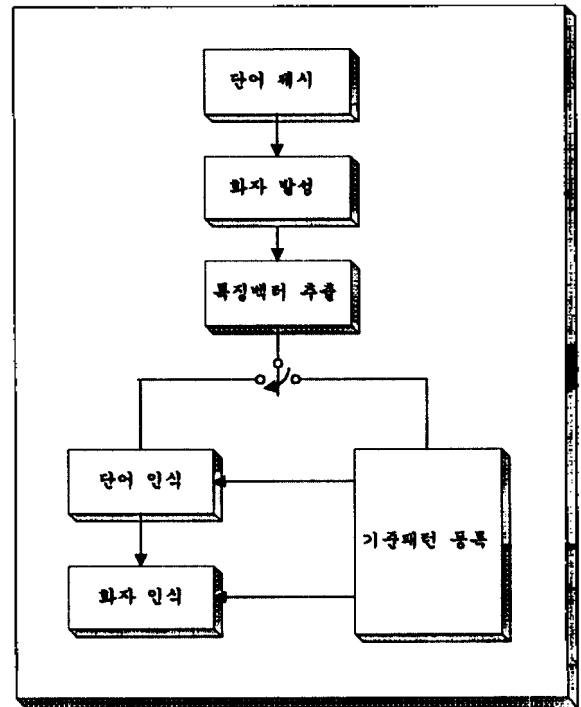 단어 제시
화자 발성
특징벡터 추출
단어 인식
기준패턴 등록
화자 인식